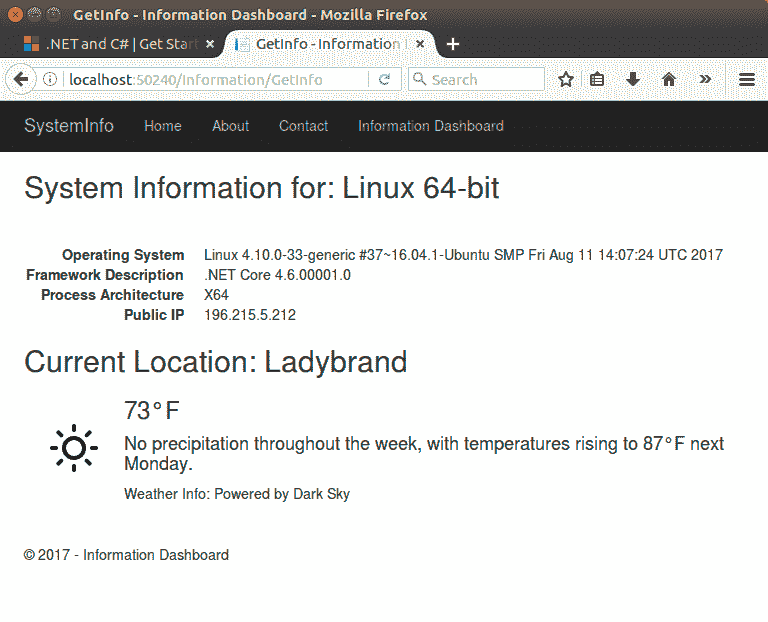 GetInfo - Information Dashboard - Mozilla Firefox
.NET and C# | Get Start
GetInfo - Information
localhost:50240/Information/GetInfo
Search
SystemInfo Home About Contact Information Dashboard
System Information for: Linux 64-bit
Operating System Linux 4.10.0-33-generic #37~16.04.1-Ubuntu SMP Fri Aug 11 14:07:24 UTC 2017
Framework Description .NET Core 4.6.00001.0
Process Architecture X64
Public IP 196.215.5.212
Current Location: Ladybrand
73°F
No precipitation throughout the week, with temperatures rising to 87°F next
Monday.
Weather Info: Powered by Dark Sky
© 2017 - Information Dashboard